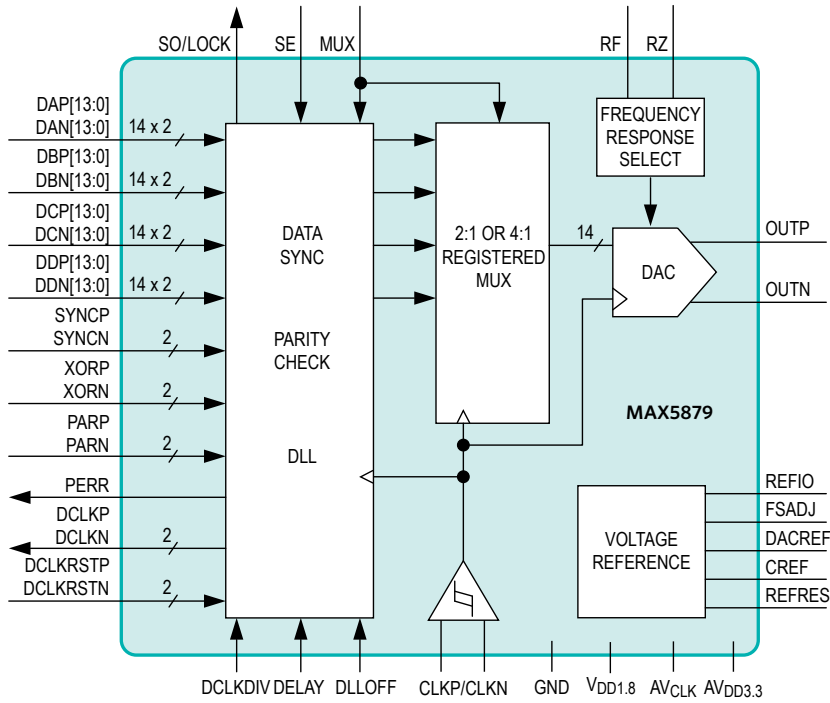 SO/LOCK SE MUX RF RZ
DAP[13:0]
DAN[13:0] 14 x 2
DBP[13:0]
DBN[13:0] 14 x 2
DCP[13:0]
DCN[13:0] 14 x 2
DDP[13:0]
DDN[13:0] 14 x 2
SYNCP
SYNCN 2
XORP
XORN 2
PARP
PARN 2
PERR
DCLKP
DCLKN 2
DCLKRSTP
DCLKRSTN 2
DATA
SYNC
PARITY
CHECK
DLL
2:1 OR 4:1
REGISTERED
MUX
14
FREQUENCY
RESPONSE
SELECT
DAC
OUTP
OUTN
MAX5879
VOLTAGE
REFERENCE
REFIO
FSADJ
DACREF
CREF
REFRES
DCLKDIV DELAY DLLOFF CLKP/CLKN GND VDD1.8 AVCLK AVDD3.3